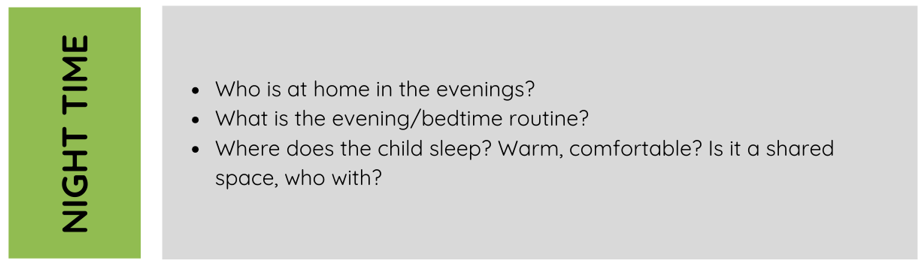 NIGHT TIME
• Who is at home in the evenings?
• What is the evening/bedtime routine?
• Where does the child sleep? Warm, comfortable? Is it a shared
space, who with?